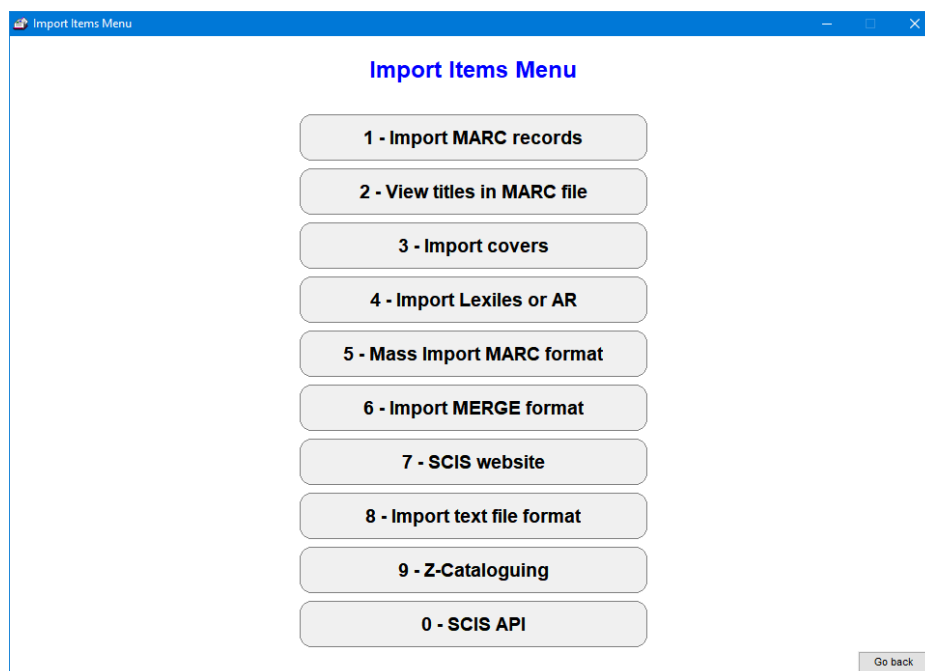 Import Items Menu
Import Items Menu
1 - Import MARC records
2 - View titles in MARC file
3 - Import covers
4 - Import Lexiles or AR
5 - Mass Import MARC format
6 - Import MERGE format
7 - SCIS website
8 - Import text file format
9 - Z-Cataloguing
0 - SCIS API
Go back